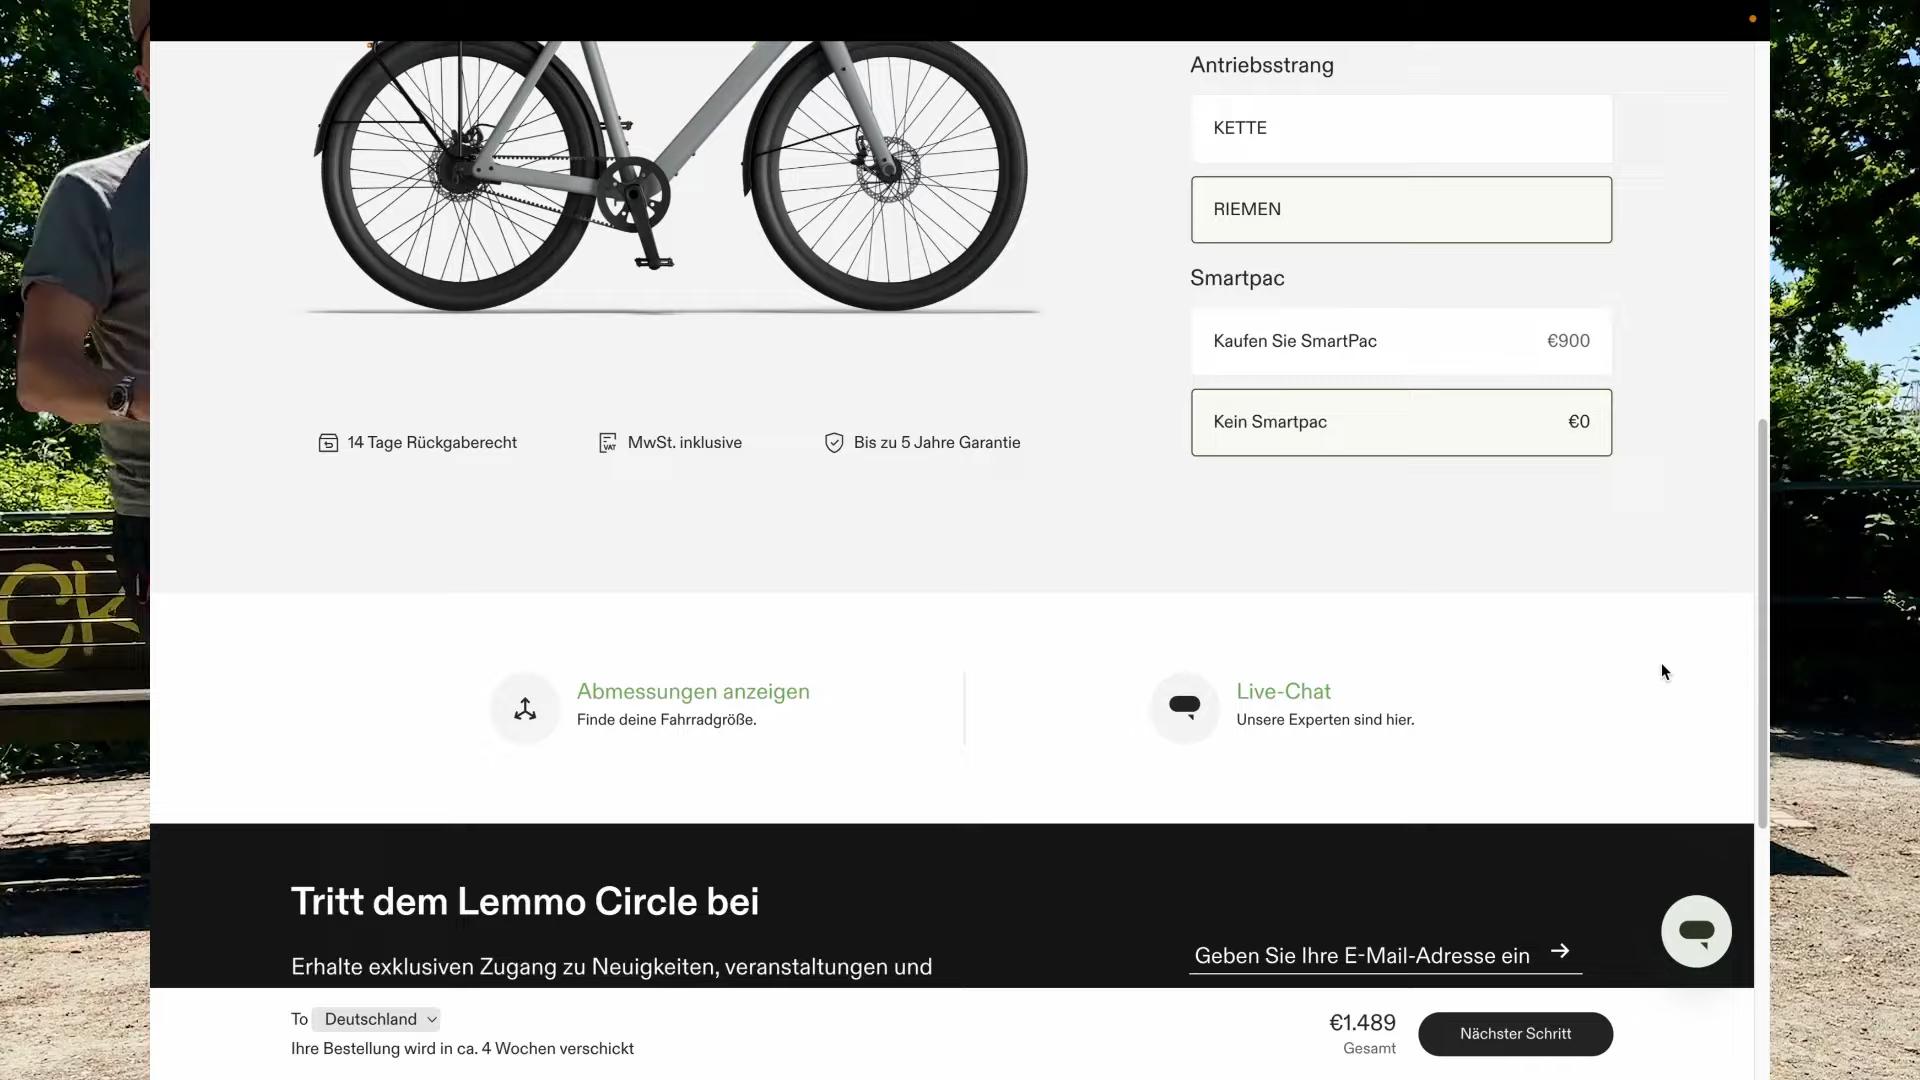 Antriebsstrang
KETTE
RIEMEN
Smartpac
Kaufen Sie SmartPac €900
Kein Smartpac €0
14 Tage Rückgaberecht
MwSt. inklusive
Bis zu 5 Jahre Garantie
Abmessungen anzeigen
Finde deine Fahrradgröße.
Live-Chat
Unsere Experten sind hier.
Tritt dem Lemmo Circle bei
Erhalte exklusiven Zugang zu Neuigkeiten, veranstaltungen und
Geben Sie Ihre E-Mail-Adresse ein
To Deutschland
Ihre Bestellung wird in ca. 4 Wochen verschickt
€1.489
Gesamt
Nächster Schritt